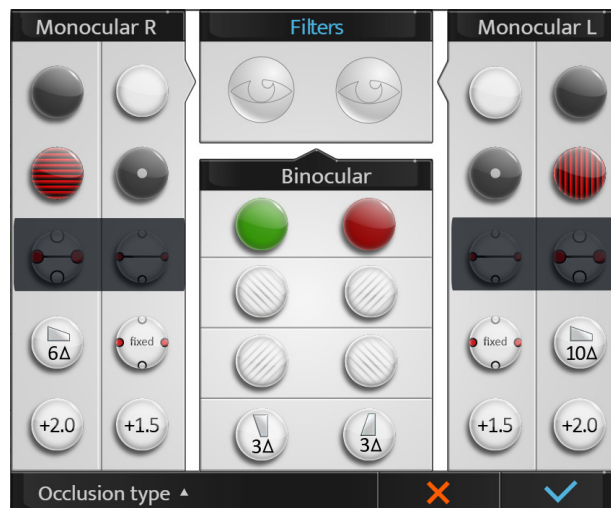 Monocular R
Filters
Monocular L
Binocular
6Δ
fixed
fixed
10Δ
+2.0
+1.5
3Δ
3Δ
+1.5
+2.0
Occlusion type